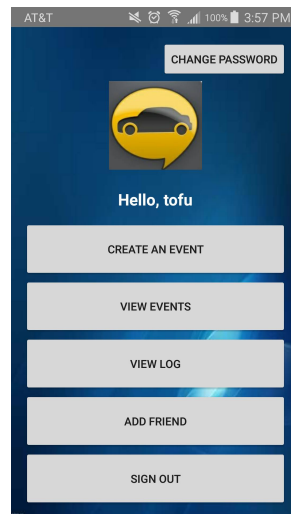 AT&T 100% 3:57 PM
CHANGE PASSWORD
Hello, tofu
CREATE AN EVENT
VIEW EVENTS
VIEW LOG
ADD FRIEND
SIGN OUT